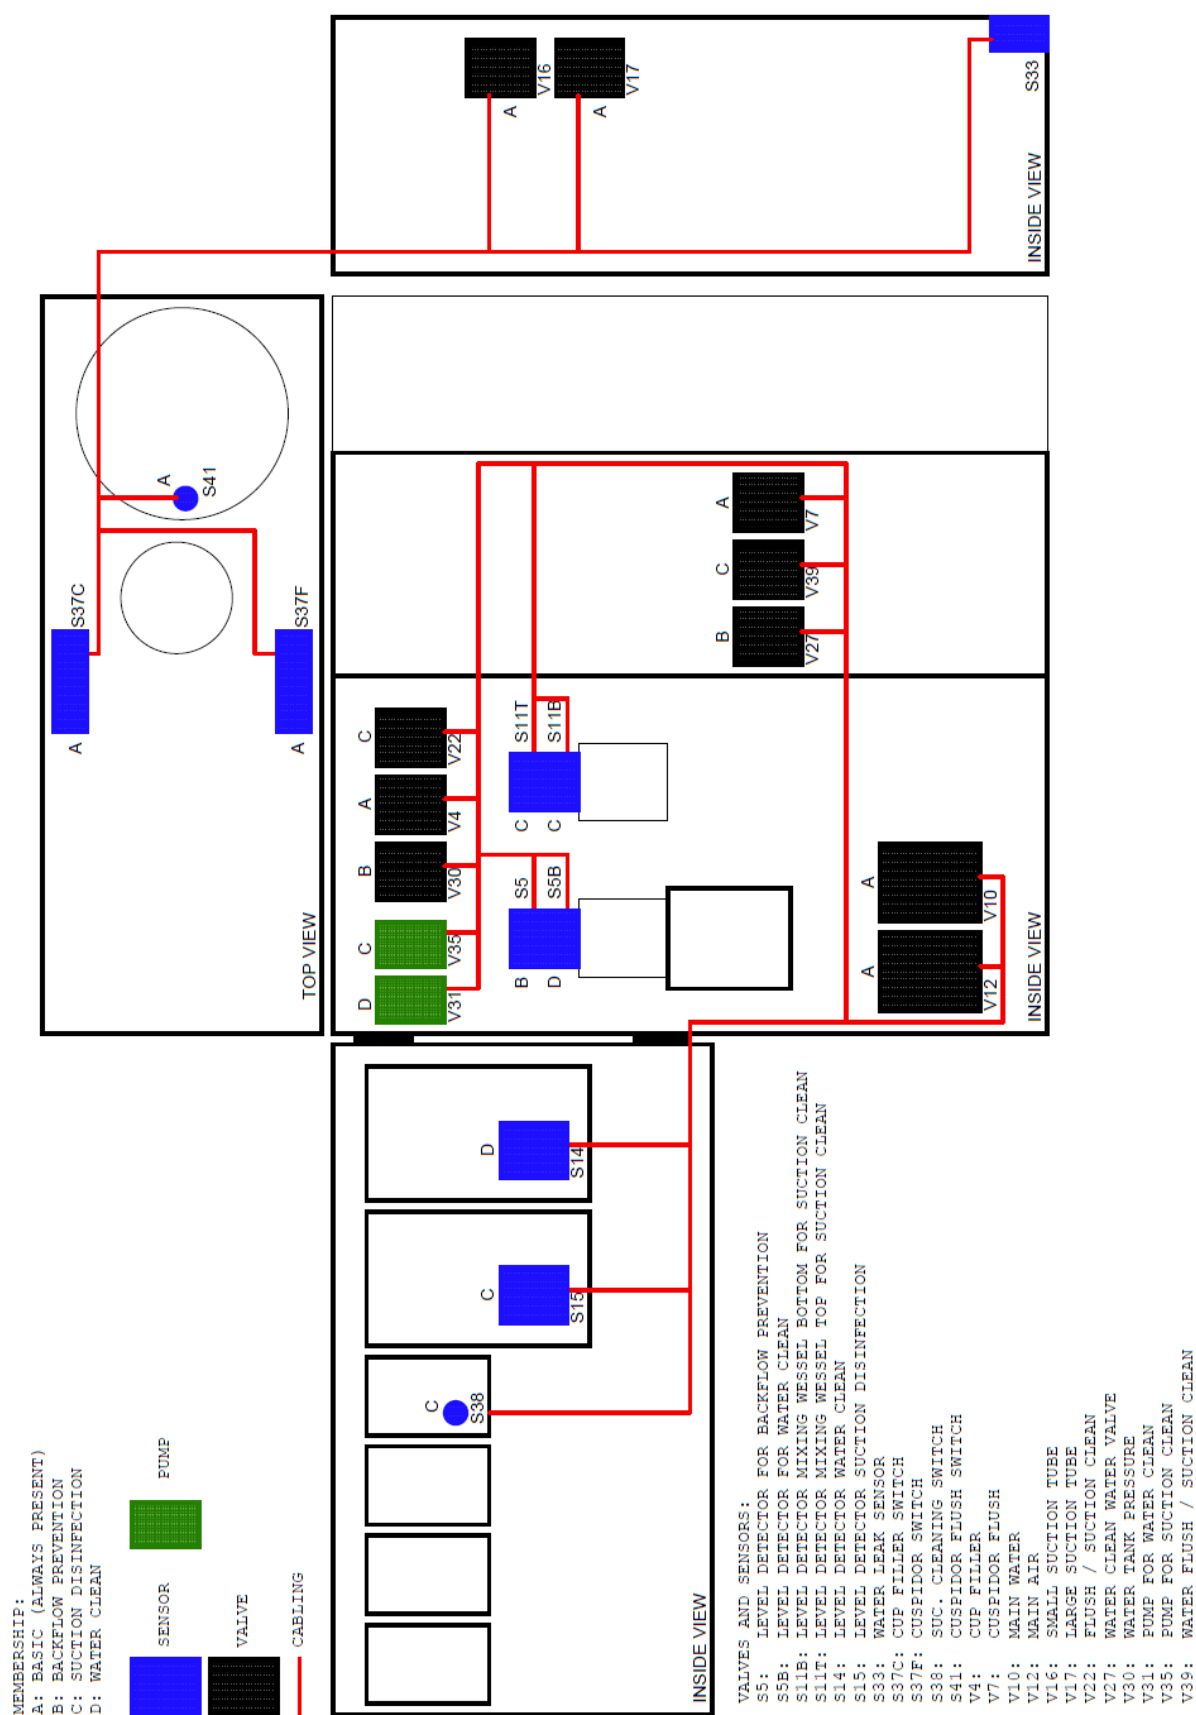 MEMBERSHIP:
A: BASIC (ALWAYS PRESENT)
B: BACKFLOW PREVENTION
C: SUCTION DISINFECTION
D: WATER CLEAN
SENSOR
PUMP
VALVE
CABLING
A
S37C
A
S41
A
S37F
TOP VIEW
V16
A
V17
A
S33
INSIDE VIEW
D
V31
C
V35
B
V30
A
V4
C
V22
B
S5
D
S5B
C
S11T
C
S11B
B
V27
C
V39
A
V7
A
V12
A
V10
INSIDE VIEW
C
S38
C
S15
D
S14
INSIDE VIEW
VALVES AND SENSORS:
S5: LEVEL DETECTOR FOR BACKFLOW PREVENTION
S5B: LEVEL DETECTOR FOR WATER CLEAN
S11B: LEVEL DETECTOR MIXING WESSEL BOTTOM FOR SUCTION CLEAN
S11T: LEVEL DETECTOR MIXING WESSEL TOP FOR SUCTION CLEAN
S14: LEVEL DETECTOR WATER CLEAN
S15: LEVEL DETECTOR SUCTION DISINFECTION
S33: WATER LEAK SENSOR
S37C: CUP FILLER SWITCH
S37F: CUSPIDOR SWITCH
S38: SUC. CLEANING SWITCH
S41: CUSPIDOR FLUSH SWITCH
V4: CUP FILLER
V7: CUSPIDOR FLUSH
V10: MAIN WATER
V12: MAIN AIR
V16: SMALL SUCTION TUBE
V17: LARGE SUCTION TUBE
V22: FLUSH / SUCTION CLEAN
V27: WATER CLEAN WATER VALVE
V30: WATER TANK PRESSURE
V31: PUMP FOR WATER CLEAN
V35: PUMP FOR SUCTION CLEAN
V39: WATER FLUSH / SUCTION CLEAN